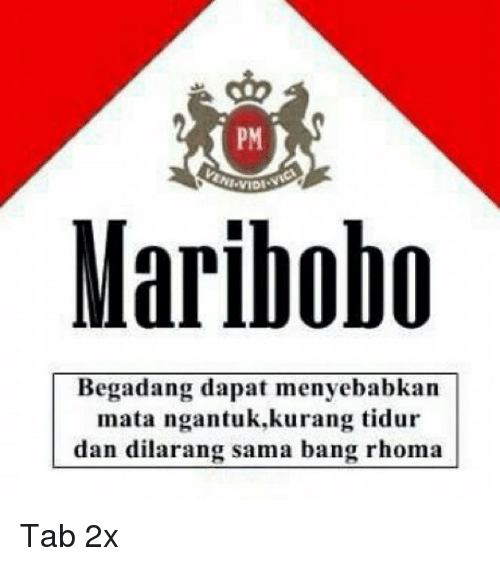 PM
VENI·VIDI·VICI
Maribobo
Begadang dapat menyebabkan
mata ngantuk,kurang tidur
dan dilarang sama bang rhoma
Tab 2x